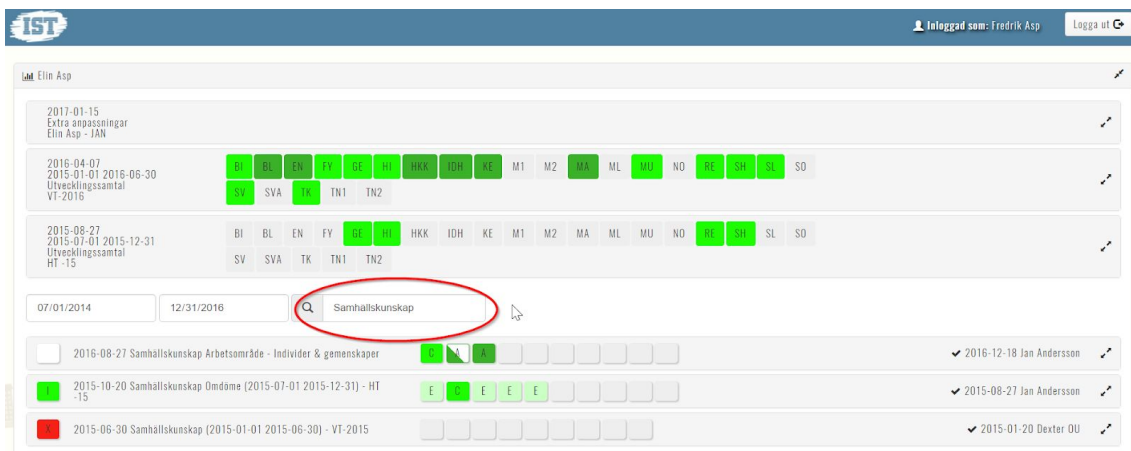 IST
Inloggad som: Fredrik Asp
Logga ut
Elin Asp
2017-01-15
Extra anpassningar
Elin Asp - JAN
2016-04-07
2015-01-01 2016-06-30
Utvecklingssamtal
VT-2016
BI BL EN FY GE HI HKK IDH KE M1 M2 MA ML MU NO RE SH SL SO
SV SVA TK TN1 TN2
2015-08-27
2015-07-01 2015-12-31
Utvecklingssamtal
HT -15
BI BL EN FY GE HI HKK IDH KE M1 M2 MA ML MU NO RE SH SL SO
SV SVA TK TN1 TN2
07/01/2014 12/31/2016 Samhällskunskap
2016-08-27 Samhällskunskap Arbetsområde - Individer & gemenskaper C A A 2016-12-18 Jan Andersson
I 2015-10-20 Samhällskunskap Omdöme (2015-07-01 2015-12-31) - HT
-15 E C E E E 2015-08-27 Jan Andersson
X 2015-06-30 Samhällskunskap (2015-01-01 2015-06-30) - VT-2015 2015-01-20 Dexter OU